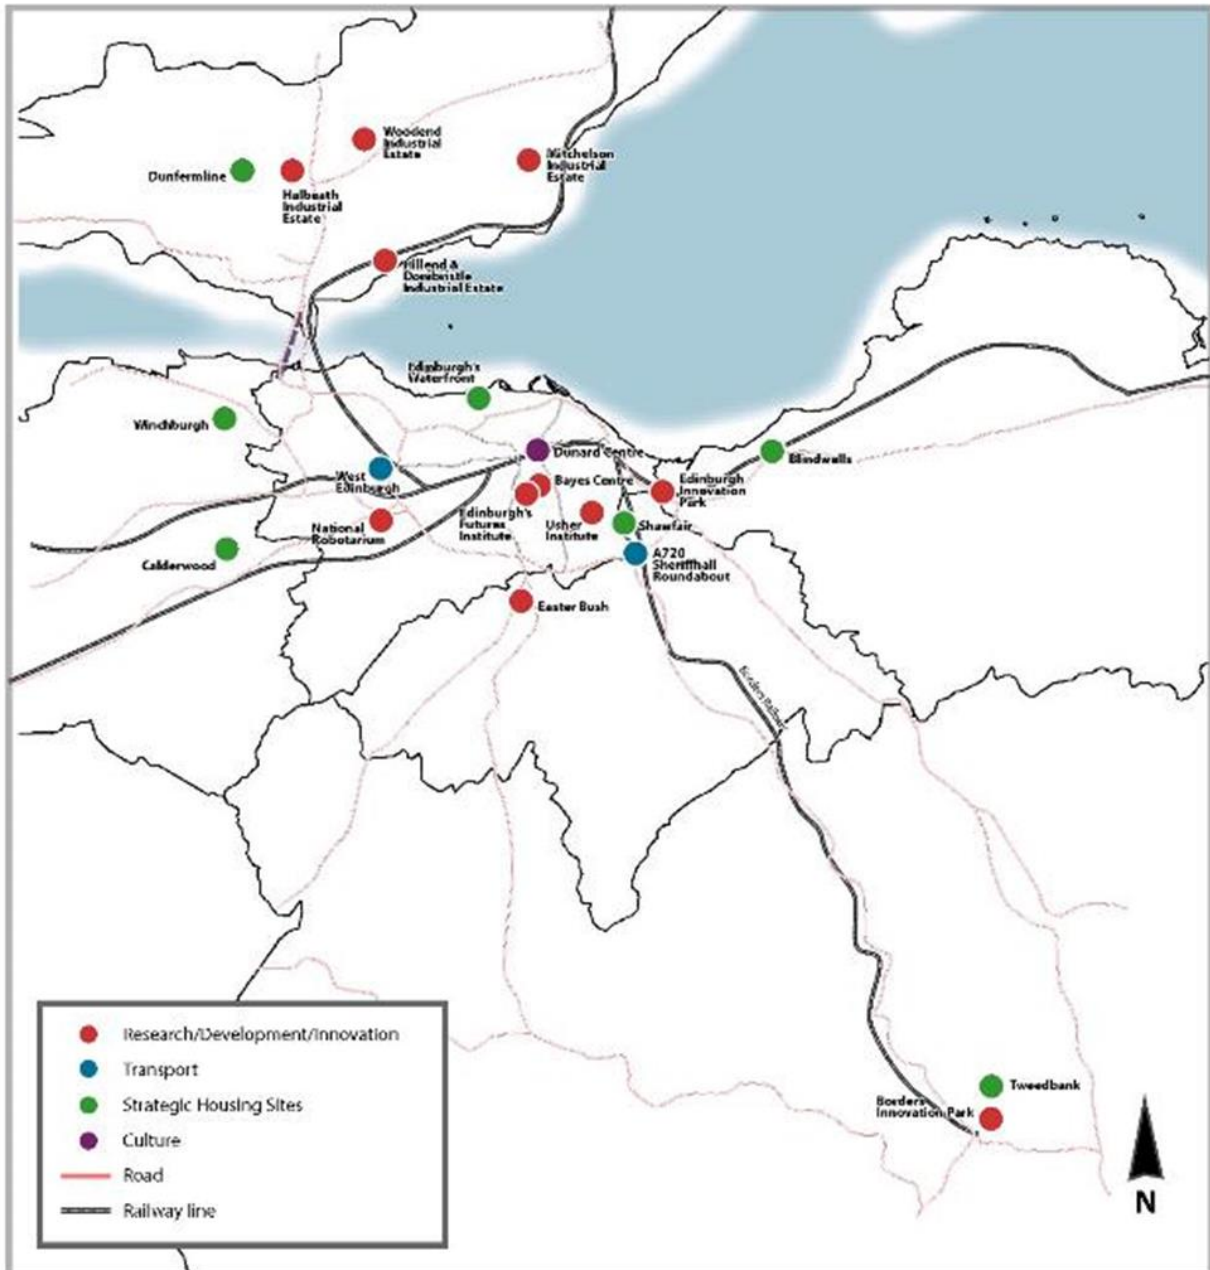 Woodend
Industrial
Estate
Mitchelson
Industrial
Estate
Dunfermline
Halbeath
Industrial
Estate
Hillend &
Donibristle
Industrial Estate
Edinburgh's
Waterfront
Winchburgh
Dunard Centre
Blindwells
West
Edinburgh
Bayes Centre
Edinburgh
Innovation
Park
National
Robotarium
Edinburgh's
Futures
Institute
Usher
Institute
Shawfair
Calderwood
A720
Sheriffhall
Roundabout
Easter Bush
Borders Railway
Research/Development/Innovation
Transport
Strategic Housing Sites
Culture
Road
Railway line
Tweedbank
Borders
Innovation Park
N